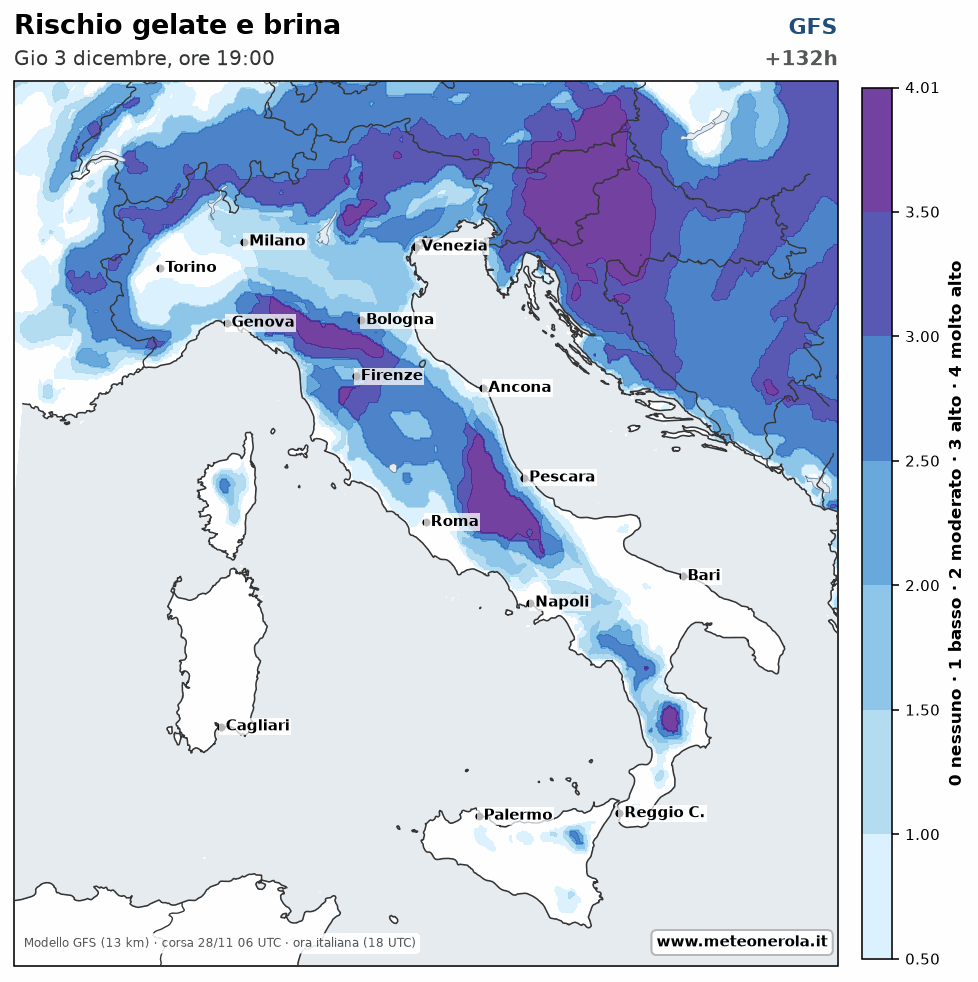 Rischio gelate e brina
GFS
Gio 3 dicembre, ore 19:00
+132h
4.01
3.50
3.00
2.50
2.00
1.50
1.00
0.50
0 nessuno · 1 basso · 2 moderato · 3 alto · 4 molto alto
Milano
Venezia
Torino
Genova
Bologna
Firenze
Ancona
Pescara
Roma
Bari
Napoli
Cagliari
Palermo
Reggio C.
Modello GFS (13 km) · corsa 28/11 06 UTC · ora italiana (18 UTC)
www.meteonerola.it